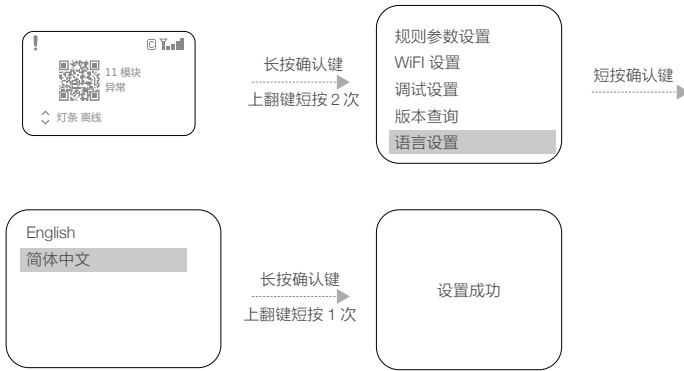 !
C
11 模块
异常
灯条 离线
长按确认键
上翻键短按 2 次
规则参数设置
WiFI 设置
调试设置
版本查询
语言设置
短按确认键
English
简体中文
长按确认键
上翻键短按 1 次
设置成功